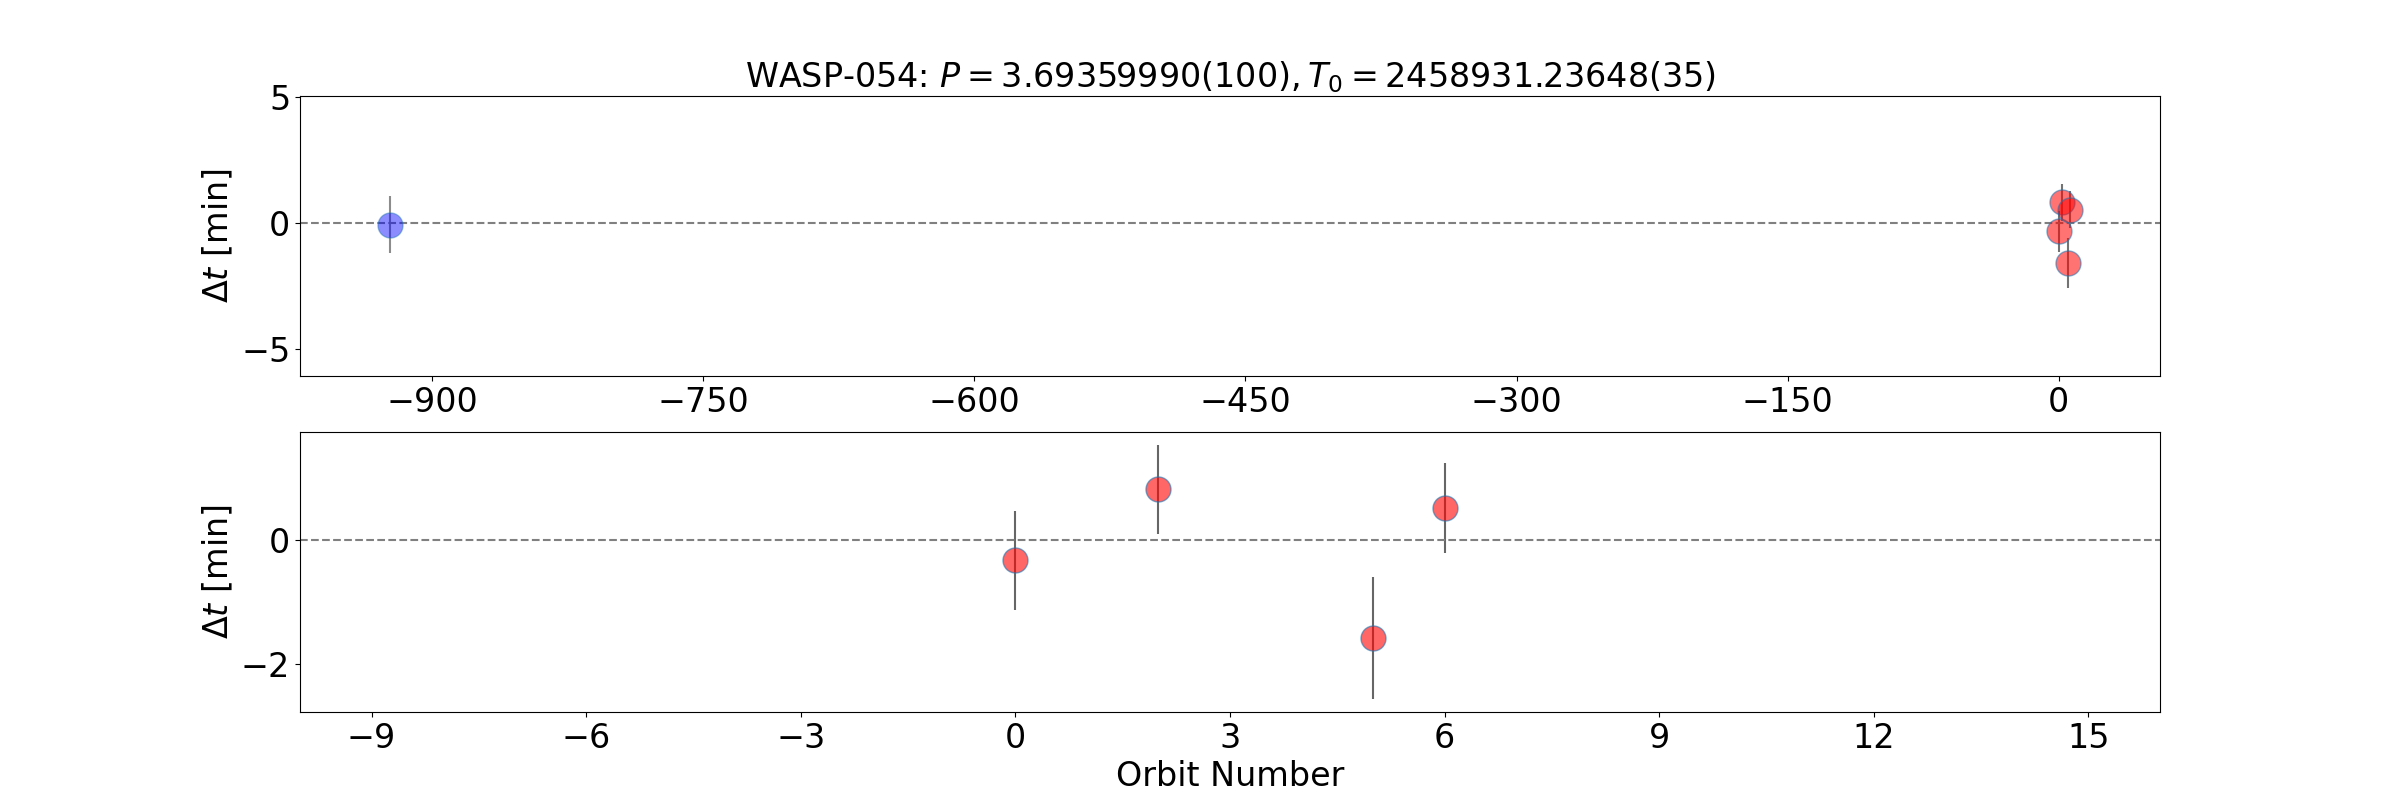 WASP-054: P = 3.69359990(100), T₀ = 2458931.23648(35)
5
0
−5
Δt [min]
−900 −750 −600 −450 −300 −150 0
0
−2
Δt [min]
−9 −6 −3 0 3 6 9 12 15
Orbit Number